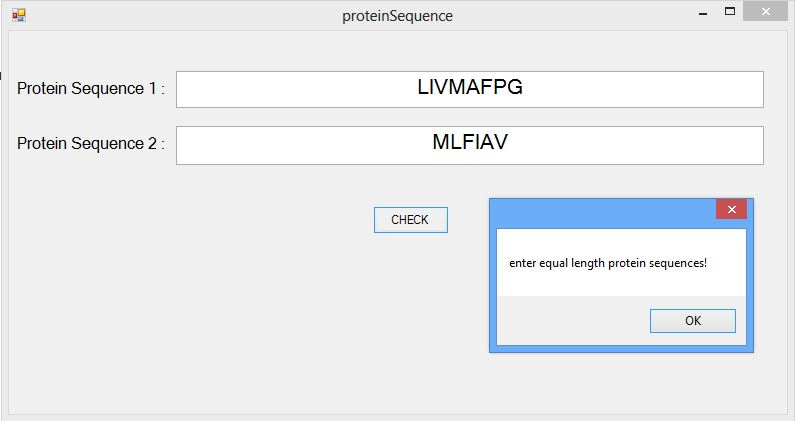 proteinSequence
Protein Sequence 1 : LIVMAFPG
Protein Sequence 2 : MLFIAV
CHECK
enter equal length protein sequences!
OK